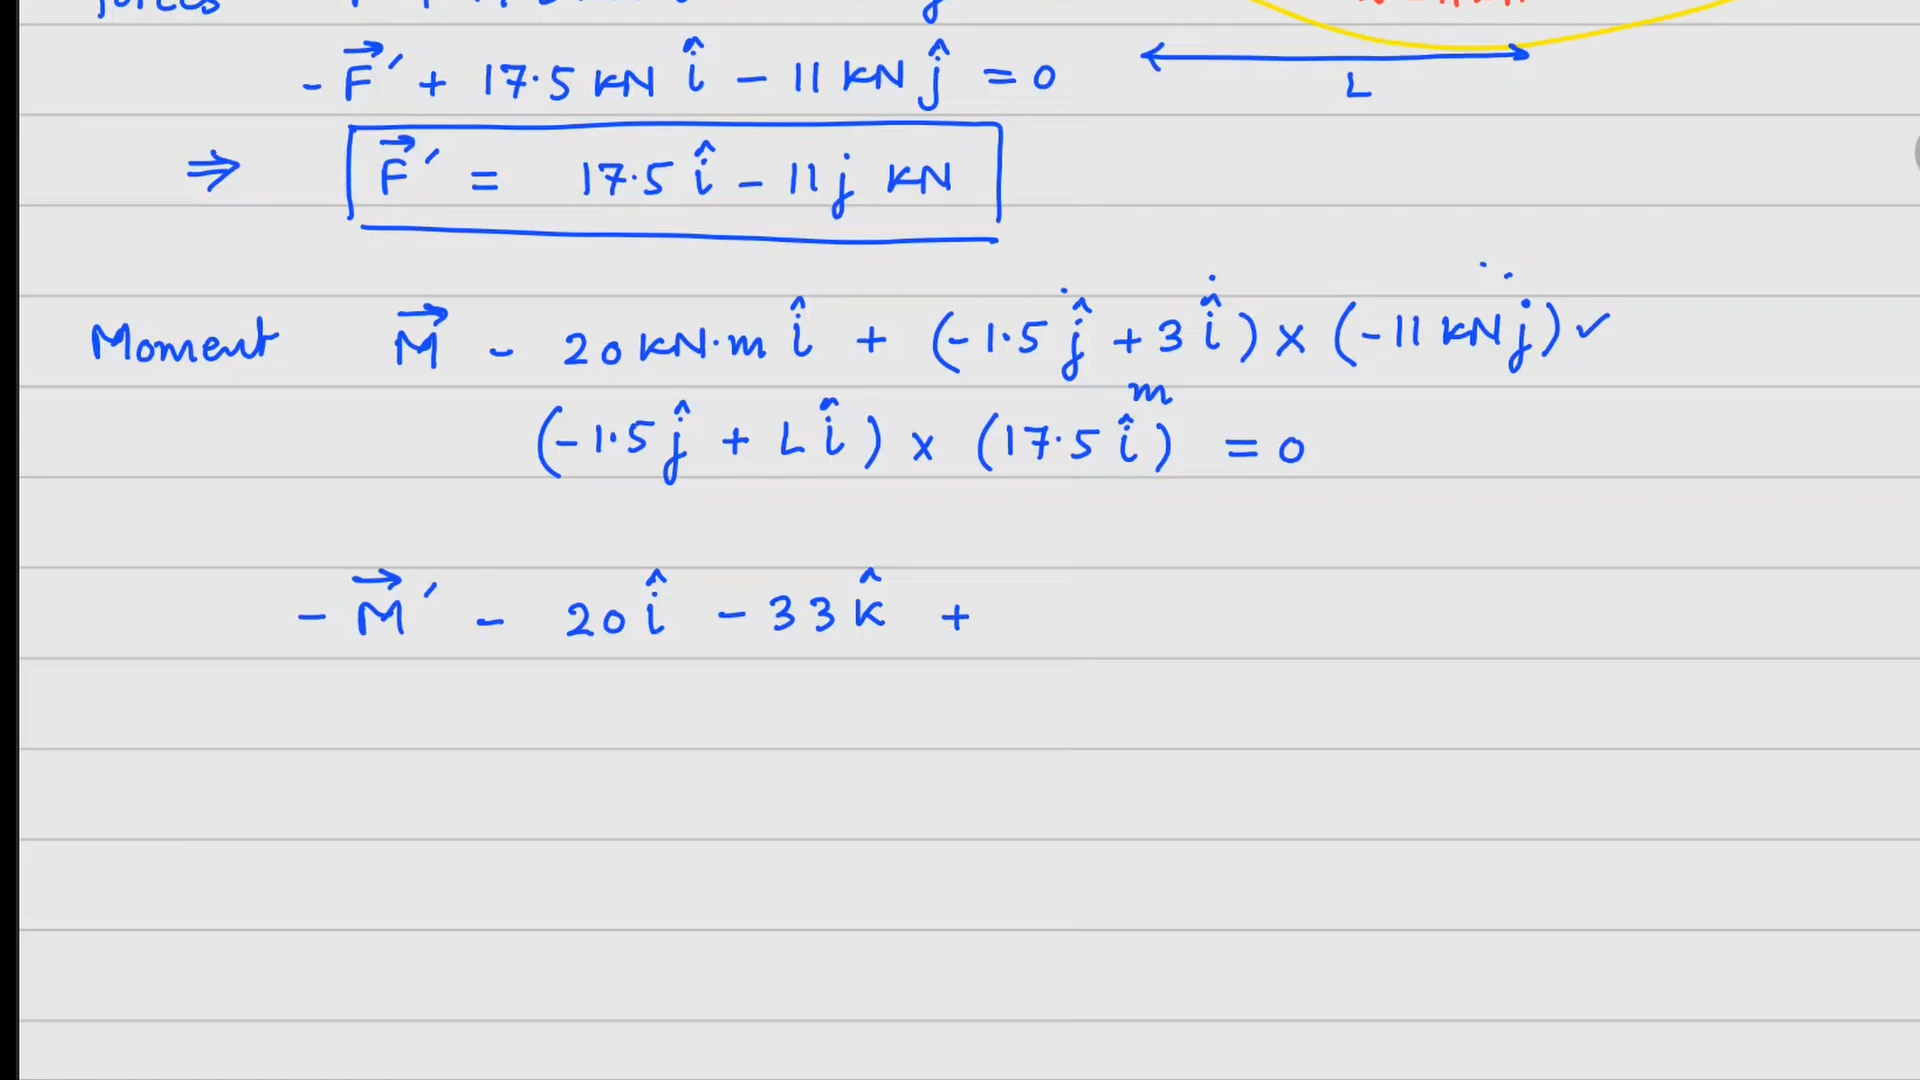 forces
-F⃗′ + 17.5 kN î - 11 kN ĵ = 0
L
⇒ F⃗′ = 17.5 î - 11 j kN
Moment M⃗ - 20 kN·m î + (-1.5 ĵ + 3 î) × (-11 kN j) ✓
m
(-1.5 ĵ + L î) × (17.5 î) = 0
- M⃗′ - 20 î - 33 k̂ +